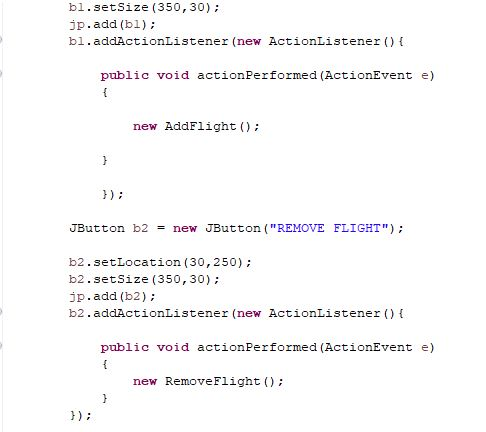 b1.setSize(350,30);
jp.add(b1);
b1.addActionListener(new ActionListener(){
public void actionPerformed(ActionEvent e)
{
new AddFlight();
}
});
JButton b2 = new JButton("REMOVE FLIGHT");
b2.setLocation(30,250);
b2.setSize(350,30);
jp.add(b2);
b2.addActionListener(new ActionListener(){
public void actionPerformed(ActionEvent e)
{
new RemoveFlight();
}
});